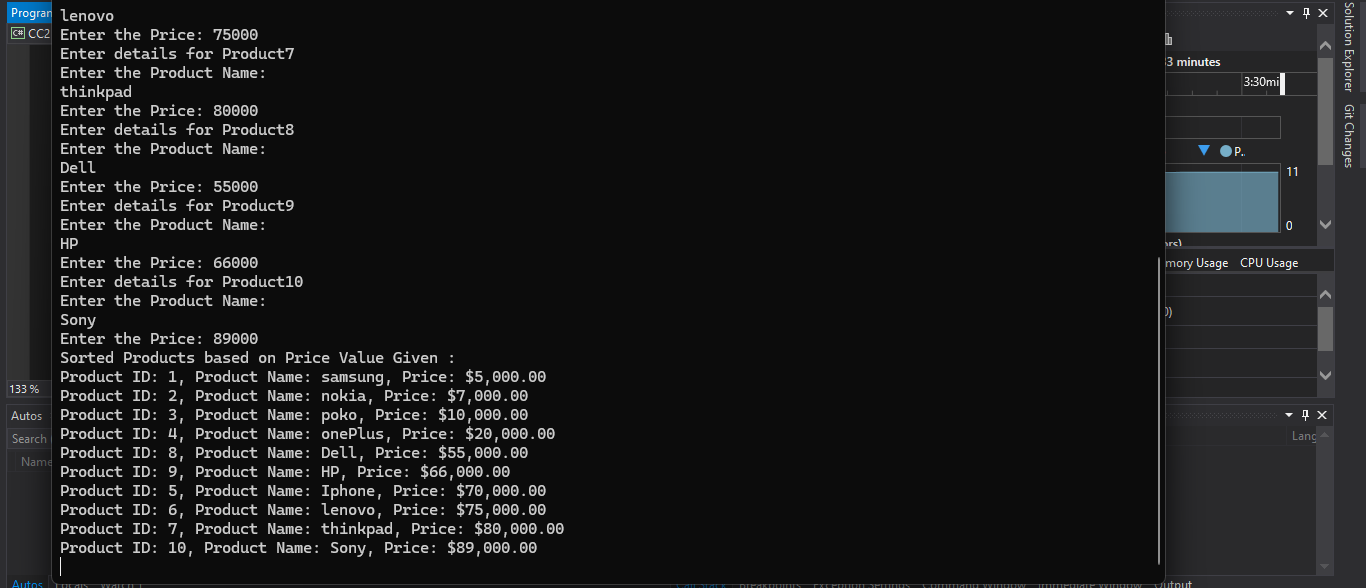 Program
CC2
lenovo
Enter the Price: 75000
Enter details for Product7
Enter the Product Name:
thinkpad
Enter the Price: 80000
Enter details for Product8
Enter the Product Name:
Dell
Enter the Price: 55000
Enter details for Product9
Enter the Product Name:
HP
Enter the Price: 66000
Enter details for Product10
Enter the Product Name:
Sony
Enter the Price: 89000
Sorted Products based on Price Value Given :
Product ID: 1, Product Name: samsung, Price: $5,000.00
Product ID: 2, Product Name: nokia, Price: $7,000.00
Product ID: 3, Product Name: poko, Price: $10,000.00
Product ID: 4, Product Name: onePlus, Price: $20,000.00
Product ID: 8, Product Name: Dell, Price: $55,000.00
Product ID: 9, Product Name: HP, Price: $66,000.00
Product ID: 5, Product Name: Iphone, Price: $70,000.00
Product ID: 6, Product Name: lenovo, Price: $75,000.00
Product ID: 7, Product Name: thinkpad, Price: $80,000.00
Product ID: 10, Product Name: Sony, Price: $89,000.00
133 %
Autos
Search
Name
Autos
3 minutes
3:30mi
P..
11
0
mory Usage CPU Usage
Lang
Output
Solution Explorer
Git Changes